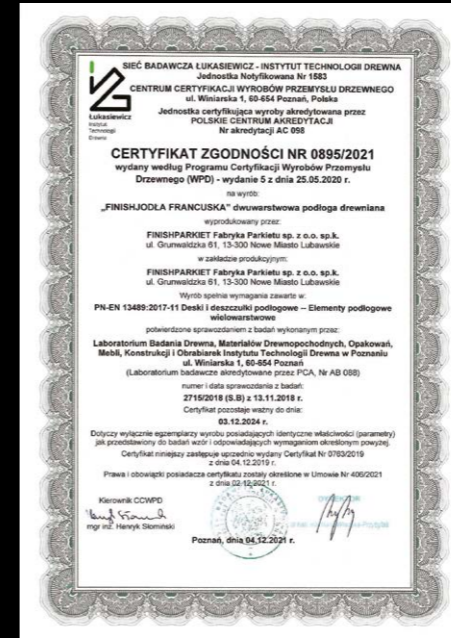 SIEĆ BADAWCZA ŁUKASIEWICZ - INSTYTUT TECHNOLOGII DREWNA
Jednostka Notyfikowana Nr 1583
CENTRUM CERTYFIKACJI WYROBÓW PRZEMYSŁU DRZEWNEGO
ul. Winiarska 1, 60-654 Poznań, Polska
Łukasiewicz
Instytut
Technologii
Drewna
Jednostka certyfikująca wyroby akredytowana przez
POLSKIE CENTRUM AKREDYTACJI
Nr akredytacji AC 098
CERTYFIKAT ZGODNOŚCI NR 0895/2021
wydany według Programu Certyfikacji Wyrobów Przemysłu
Drzewnego (WPD) - wydanie 5 z dnia 25.05.2020 r.
na wyrób:
„FINISHJODŁA FRANCUSKA” dwuwarstwowa podłoga drewniana
wyprodukowany przez:
FINISHPARKIET Fabryka Parkietu sp. z o.o. sp.k.
ul. Grunwaldzka 61, 13-300 Nowe Miasto Lubawskie
w zakładzie produkcyjnym:
FINISHPARKIET Fabryka Parkietu sp. z o.o. sp.k.
ul. Grunwaldzka 61, 13-300 Nowe Miasto Lubawskie
Wyrób spełnia wymagania zawarte w:
PN-EN 13489:2017-11 Deski i deszczułki podłogowe – Elementy podłogowe
wielowarstwowe
potwierdzone sprawozdaniem z badań wykonanym przez:
Laboratorium Badania Drewna, Materiałów Drewnopochodnych, Opakowań,
Mebli, Konstrukcji i Obrabiarek Instytutu Technologii Drewna w Poznaniu
ul. Winiarska 1, 60-654 Poznań
(Laboratorium badawcze akredytowane przez PCA, Nr AB 088)
numer i data sprawozdania z badań:
2715/2018 (S.B) z 13.11.2018 r.
Certyfikat pozostaje ważny do dnia:
03.12.2024 r.
Dotyczy wyłącznie egzemplarzy wyrobu posiadających identyczne właściwości (parametry)
jak przedstawiony do badań wzór i odpowiadających wymaganiom określonym powyżej.
Certyfikat niniejszy zastępuje uprzednio wydany Certyfikat Nr 0763/2019
z dnia 04.12.2019 r.
Prawa i obowiązki posiadacza certyfikatu zostały określone w Umowie Nr 406/2021
z dnia 02.12.2021 r.
Kierownik CCWPD
mgr inż. Henryk Słomiński
Poznań, dnia 04.12.2021 r.